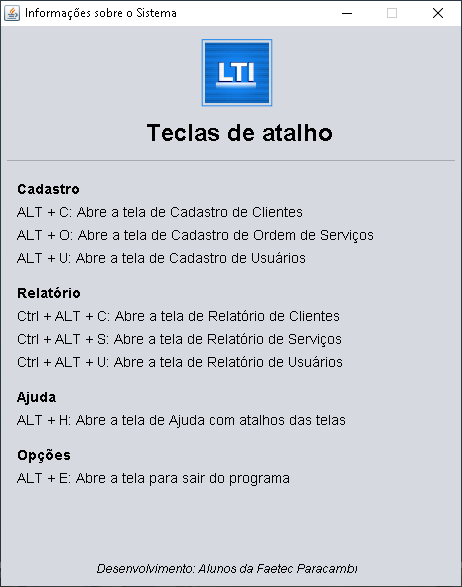 Informações sobre o Sistema
LTI
Teclas de atalho
Cadastro
ALT + C: Abre a tela de Cadastro de Clientes
ALT + O: Abre a tela de Cadastro de Ordem de Serviços
ALT + U: Abre a tela de Cadastro de Usuários
Relatório
Ctrl + ALT + C: Abre a tela de Relatório de Clientes
Ctrl + ALT + S: Abre a tela de Relatório de Serviços
Ctrl + ALT + U: Abre a tela de Relatório de Usuários
Ajuda
ALT + H: Abre a tela de Ajuda com atalhos das telas
Opções
ALT + E: Abre a tela para sair do programa
Desenvolvimento: Alunos da Faetec Paracambi